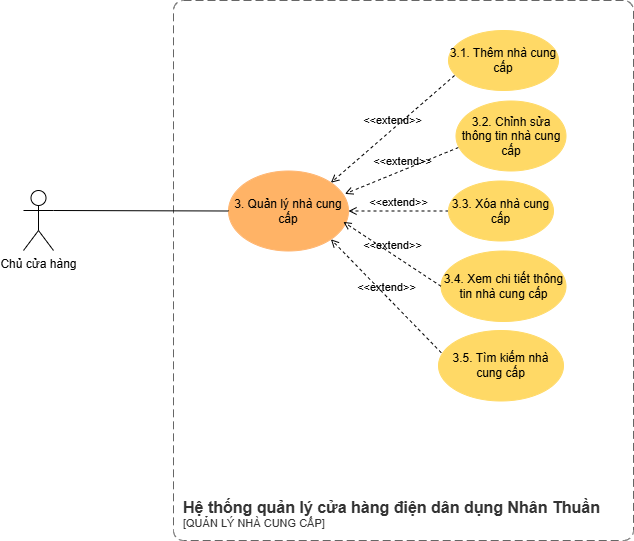 3.1. Thêm nhà cung
cấp
<<extend>>
3.2. Chỉnh sửa
thông tin nhà cung
cấp
<<extend>>
3. Quản lý nhà cung
cấp
<<extend>>
3.3. Xóa nhà cung
cấp
Chủ cửa hàng
<<extend>>
3.4. Xem chi tiết thông
tin nhà cung cấp
<<extend>>
3.5. Tìm kiếm nhà
cung cấp
Hệ thống quản lý cửa hàng điện dân dụng Nhân Thuần
[QUẢN LÝ NHÀ CUNG CẤP]